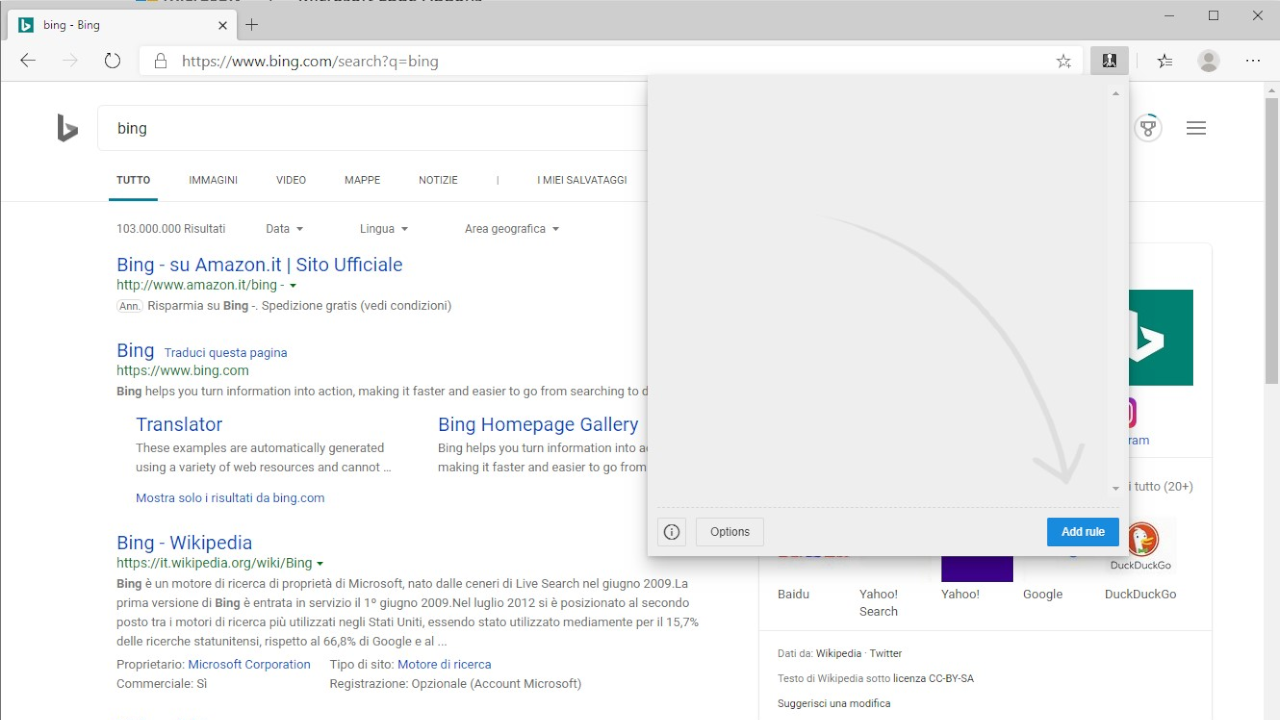 bing - Bing
https://www.bing.com/search?q=bing
bing
TUTTO IMMAGINI VIDEO MAPPE NOTIZIE | I MIEI SALVATAGGI
103.000.000 Risultati Data Lingua Area geografica
Bing - su Amazon.it | Sito Ufficiale
http://www.amazon.it/bing -
Ann. Risparmia su Bing -. Spedizione gratis (vedi condizioni)
Bing Traduci questa pagina
https://www.bing.com
Bing helps you turn information into action, making it faster and easier to go from searching to d
Translator
These examples are automatically generated
using a variety of web resources and cannot ...
Bing Homepage Gallery
Bing helps you turn information into a
making it faster and easier to go from
Mostra solo i risultati da bing.com
Bing - Wikipedia
https://it.wikipedia.org/wiki/Bing
Bing è un motore di ricerca di proprietà di Microsoft, nato dalle ceneri di Live Search nel giugno 2009.La
prima versione di Bing è entrata in servizio il 1º giugno 2009.Nel luglio 2012 si è posizionato al secondo
posto tra i motori di ricerca più utilizzati negli Stati Uniti, essendo stato utilizzato mediamente per il 15,7%
delle ricerche statunitensi, rispetto al 66,8% di Google e al ...
Proprietario: Microsoft Corporation Tipo di sito: Motore di ricerca
Commerciale: Sì Registrazione: Opzionale (Account Microsoft)
Options
Add rule
ram
i tutto (20+)
DuckDuckGo
Baidu
Yahoo!
Search
Yahoo!
Google
DuckDuckGo
Dati da: Wikipedia · Twitter
Testo di Wikipedia sotto licenza CC-BY-SA
Suggerisci una modifica